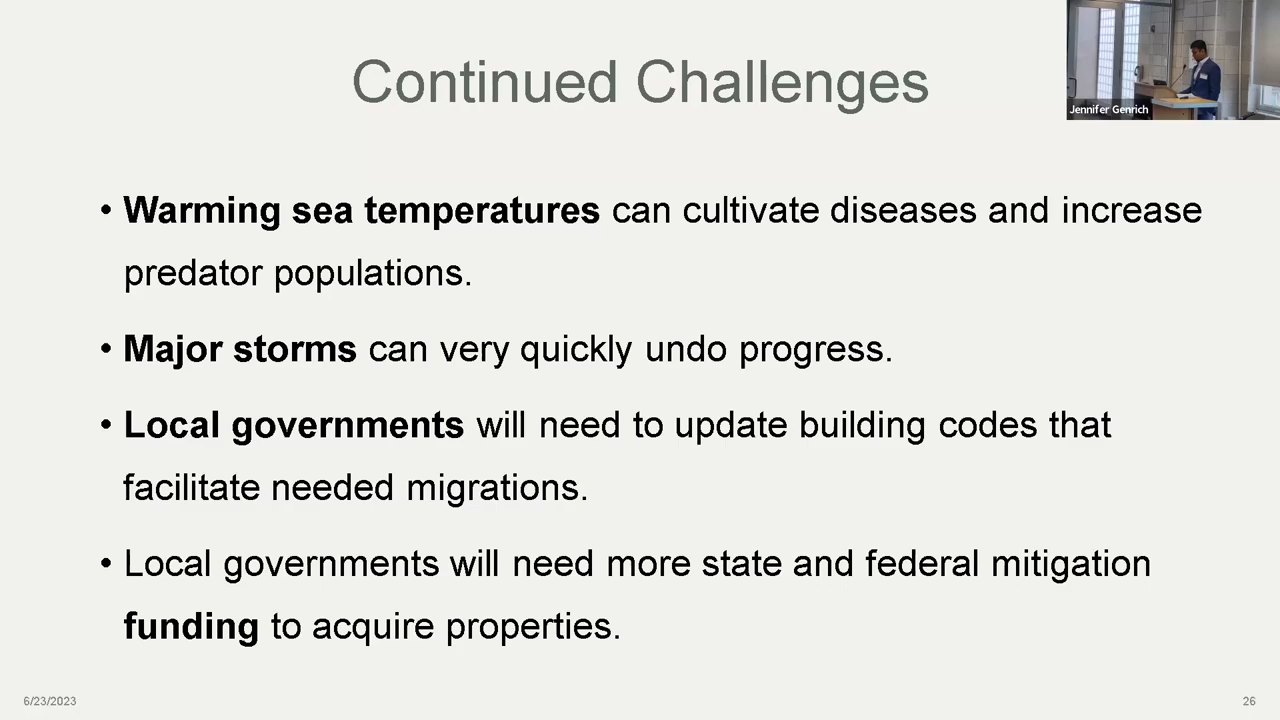 Continued Challenges
Jennifer Genrich
• Warming sea temperatures can cultivate diseases and increase
predator populations.
• Major storms can very quickly undo progress.
• Local governments will need to update building codes that
facilitate needed migrations.
• Local governments will need more state and federal mitigation
funding to acquire properties.
6/23/2023
26